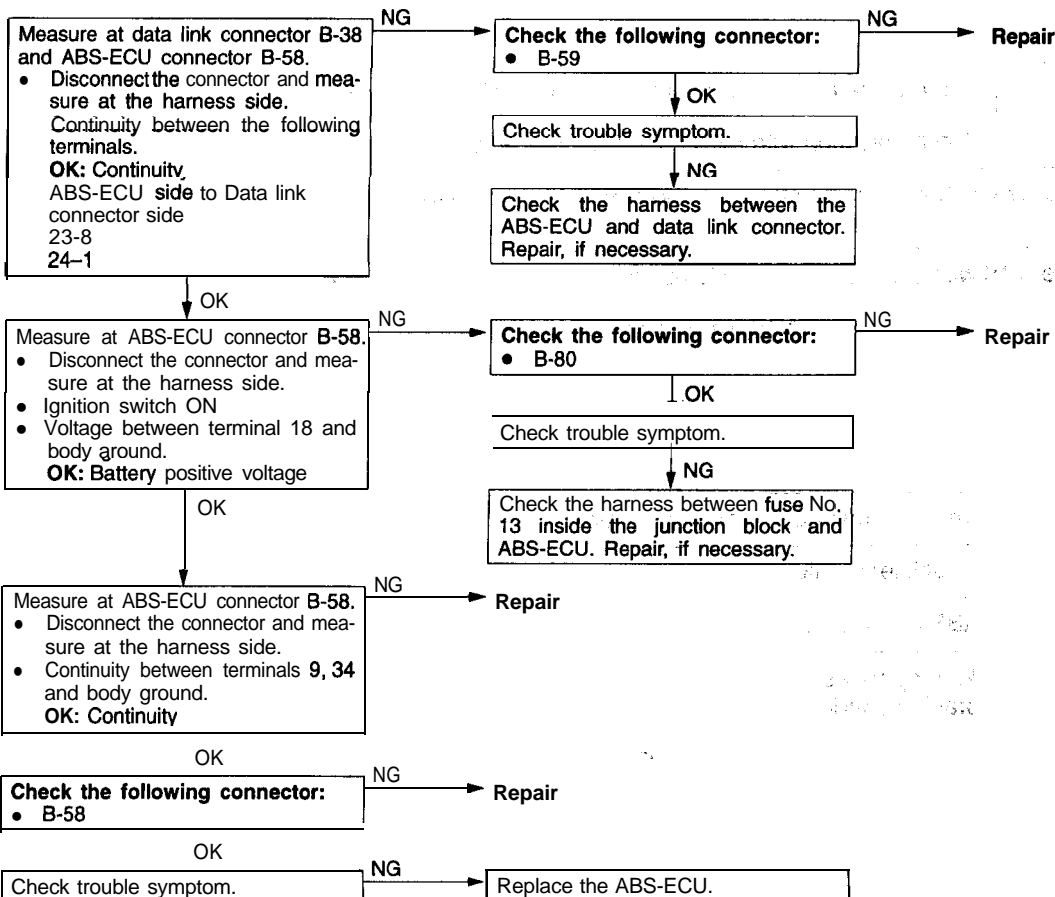 NG
Measure at data link connector B-38
and ABS-ECU connector B-58.
● Disconnect the connector and mea-
sure at the harness side.
Continuity between the following
terminals.
OK: Continuity
ABS-ECU side to Data link
connector side
23-8
24–1
Check the following connector:
● B-59
NG
Repair
OK
Check trouble symptom.
NG
Check the harness between the
ABS-ECU and data link connector.
Repair, if necessary.
OK
Measure at ABS-ECU connector B-58.
● Disconnect the connector and mea-
sure at the harness side.
● Ignition switch ON
● Voltage between terminal 18 and
body ground.
OK: Battery positive voltage
NG
Check the following connector:
● B-80
NG
Repair
OK
Check trouble symptom.
NG
Check the harness between fuse No.
13 inside the junction block and
ABS-ECU. Repair, if necessary.
OK
Measure at ABS-ECU connector B-58.
● Disconnect the connector and mea-
sure at the harness side.
● Continuity between terminals 9, 34
and body ground.
OK: Continuity
NG
Repair
OK
Check the following connector:
● B-58
NG
Repair
OK
Check trouble symptom.
NG
Replace the ABS-ECU.